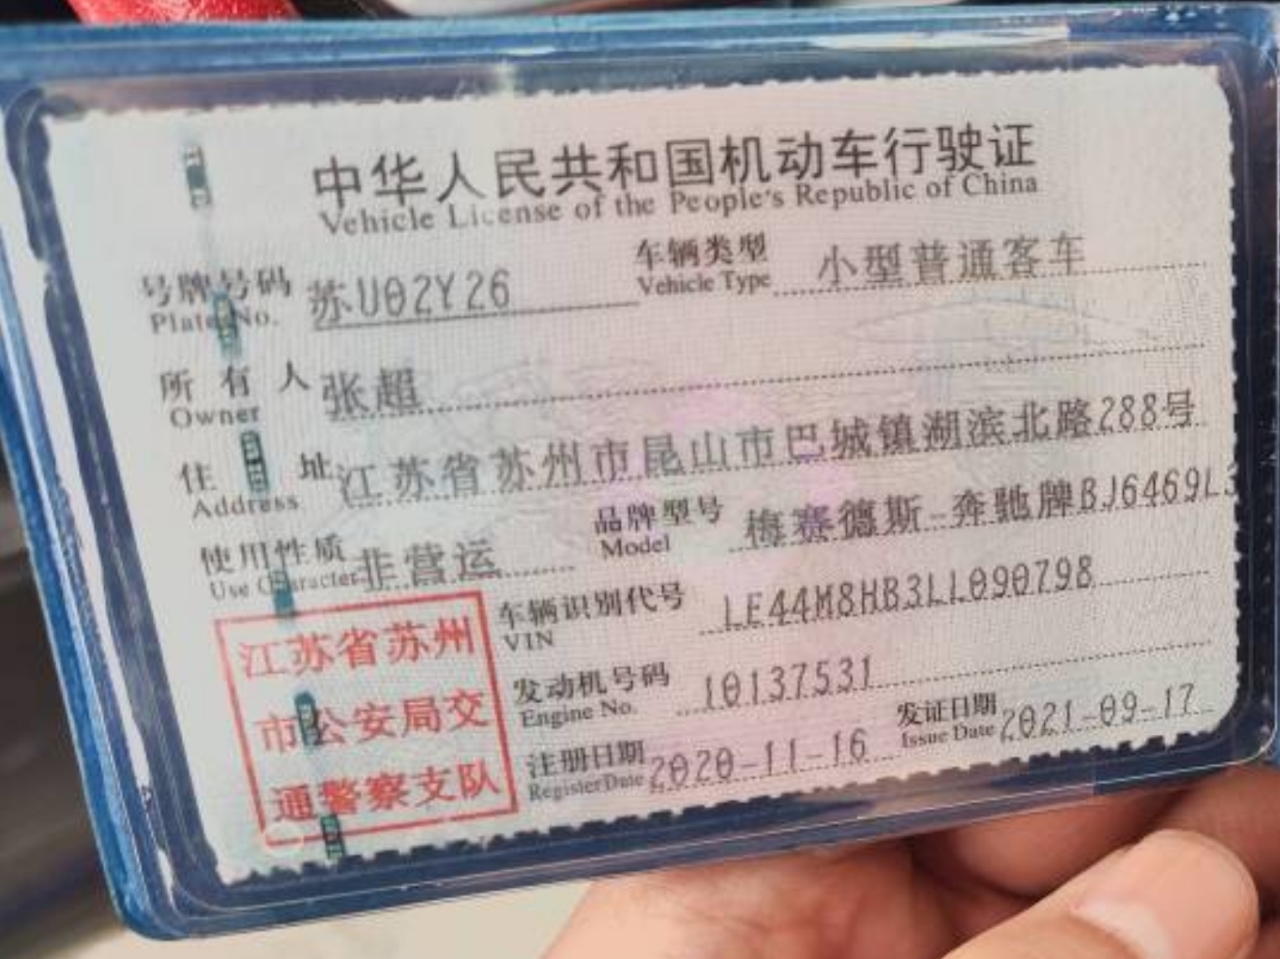 中华人民共和国机动车行驶证
Vehicle License of the People's Republic of China
号牌号码 苏U02Y26 车辆类型 小型普通客车
Plate No. Vehicle Type
所有人 张超
Owner
住址 江苏省苏州市昆山市巴城镇湖滨北路288号
Address
使用性质 非营运 品牌型号 梅赛德斯-奔驰牌BJ6469L
Use Character Model
江苏省苏州
市公安局交
通警察支队
车辆识别代号 LE44M8HB3LL090798
VIN
发动机号码 10137531
Engine No.
注册日期 2020-11-16 发证日期 2021-09-17
Register Date Issue Date